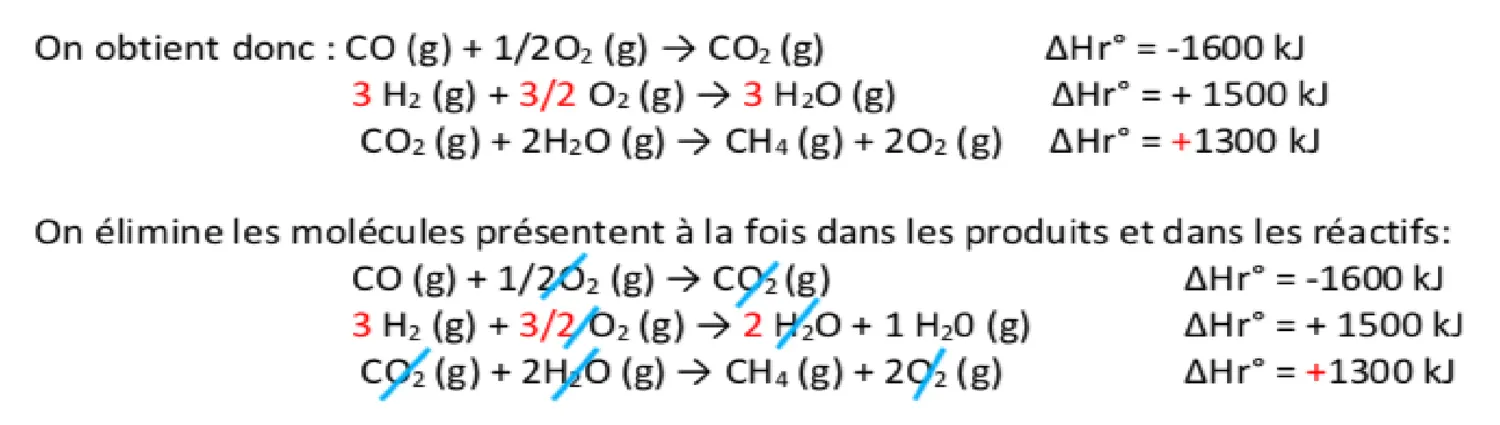 On obtient donc : CO (g) + 1/2O₂ (g) → CO₂ (g) ΔHr° = -1600 kJ
3 H₂ (g) + 3/2 O₂ (g) → 3 H₂O (g) ΔHr° = + 1500 kJ
CO₂ (g) + 2H₂O (g) → CH₄ (g) + 2O₂ (g) ΔHr° = +1300 kJ
On élimine les molécules présentent à la fois dans les produits et dans les réactifs:
CO (g) + 1/2O₂ (g) → CO₂ (g) ΔHr° = -1600 kJ
3 H₂ (g) + 3/2 O₂ (g) → 2 H₂O + 1 H₂0 (g) ΔHr° = + 1500 kJ
CO₂ (g) + 2H₂O (g) → CH₄ (g) + 2O₂ (g) ΔHr° = +1300 kJ